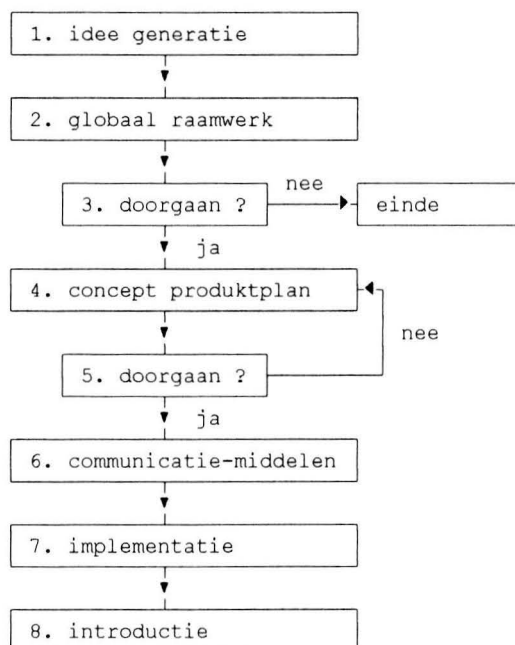 1. idee generatie
2. globaal raamwerk
nee
3. doorgaan ?
einde
ja
4. concept produktplan
nee
5. doorgaan ?
ja
6. communicatie-middelen
7. implementatie
8. introductie